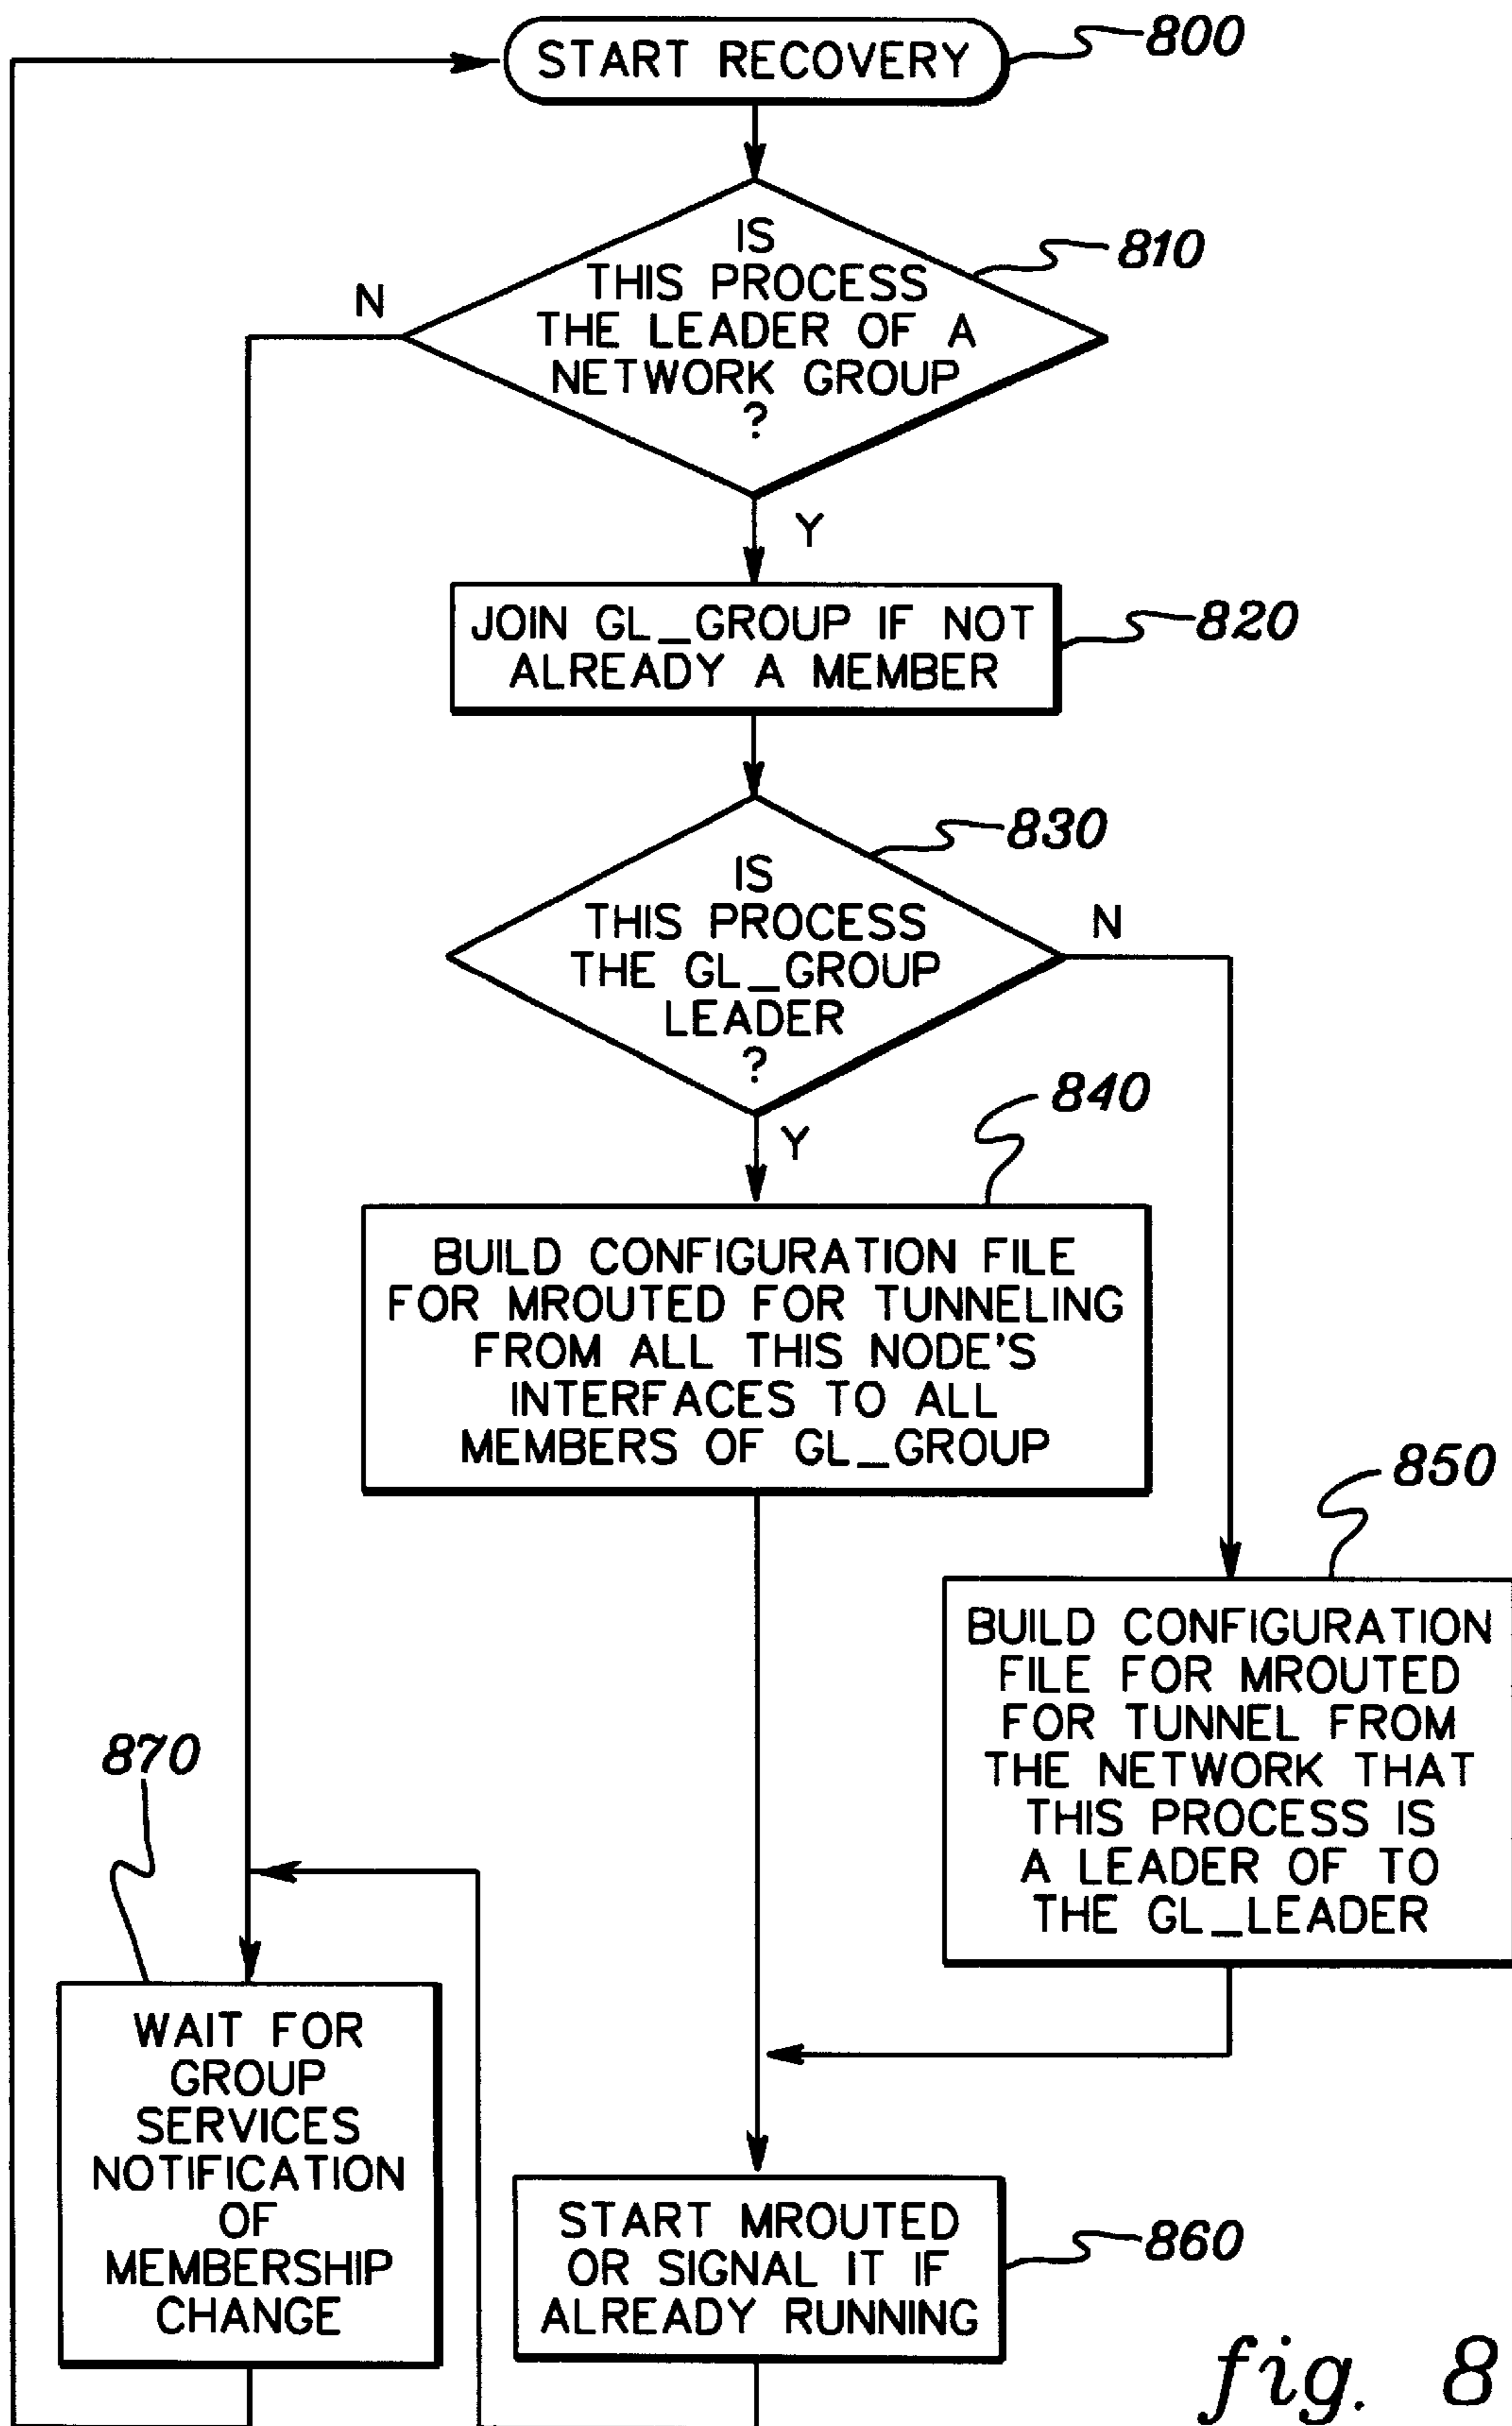 START RECOVERY
800
IS
THIS PROCESS
THE LEADER OF A
NETWORK GROUP
?
810
N
Y
JOIN GL_GROUP IF NOT
ALREADY A MEMBER
820
IS
THIS PROCESS
THE GL_GROUP
LEADER
?
830
N
Y
840
BUILD CONFIGURATION FILE
FOR MROUTED FOR TUNNELING
FROM ALL THIS NODE'S
INTERFACES TO ALL
MEMBERS OF GL_GROUP
850
BUILD CONFIGURATION
FILE FOR MROUTED
FOR TUNNEL FROM
THE NETWORK THAT
THIS PROCESS IS
A LEADER OF TO
THE GL_LEADER
870
WAIT FOR
GROUP
SERVICES
NOTIFICATION
OF
MEMBERSHIP
CHANGE
START MROUTED
OR SIGNAL IT IF
ALREADY RUNNING
860
fig. 8